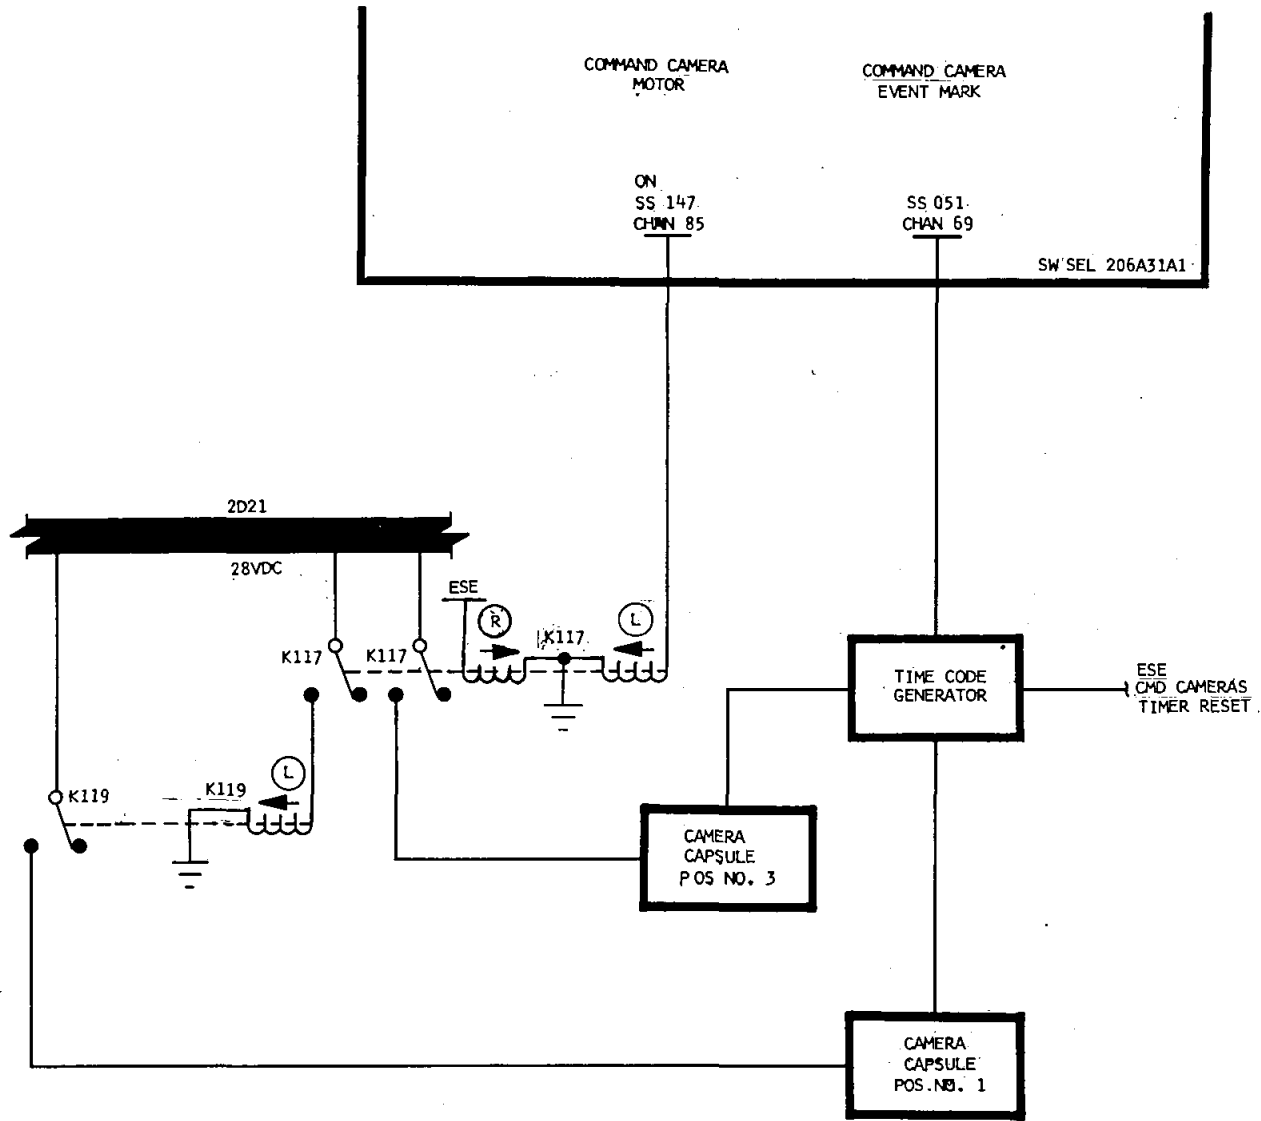 COMMAND CAMERA
MOTOR
COMMAND CAMERA
EVENT MARK
ON
SS 147
CHAN 85
SS 051
CHAN 69
SW SEL 206A31A1
2D21
28VDC
ESE
R
K117
L
K117
K117
TIME CODE
GENERATOR
ESE
CMD CAMERAS
TIMER RESET
L
K119
K119
CAMERA
CAPSULE
POS NO. 3
CAMERA
CAPSULE
POS. NO. 1